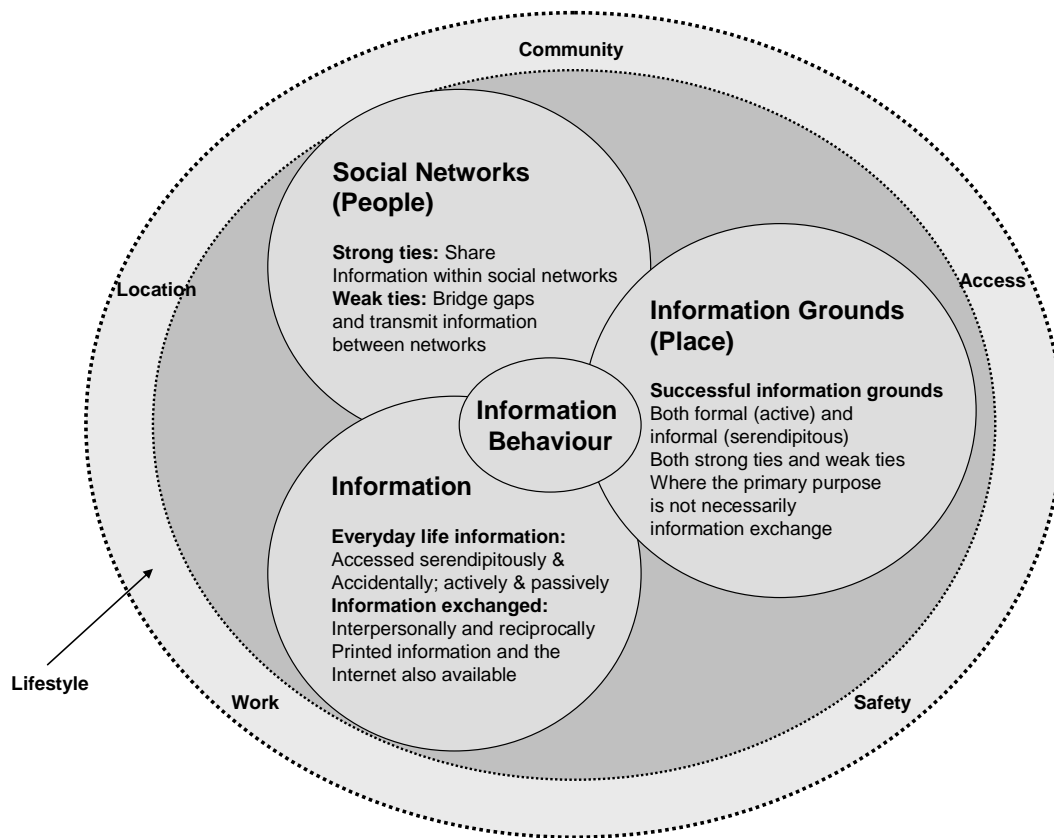 Community
Social Networks
(People)
Strong ties: Share
Information within social networks
Weak ties: Bridge gaps
and transmit information
between networks
Location
Access
Information Grounds
(Place)
Successful information grounds
Both formal (active) and
informal (serendipitous)
Both strong ties and weak ties
Where the primary purpose
is not necessarily
information exchange
Information
Behaviour
Information
Everyday life information:
Accessed serendipitously &
Accidentally; actively & passively
Information exchanged:
Interpersonally and reciprocally
Printed information and the
Internet also available
Lifestyle
Work
Safety